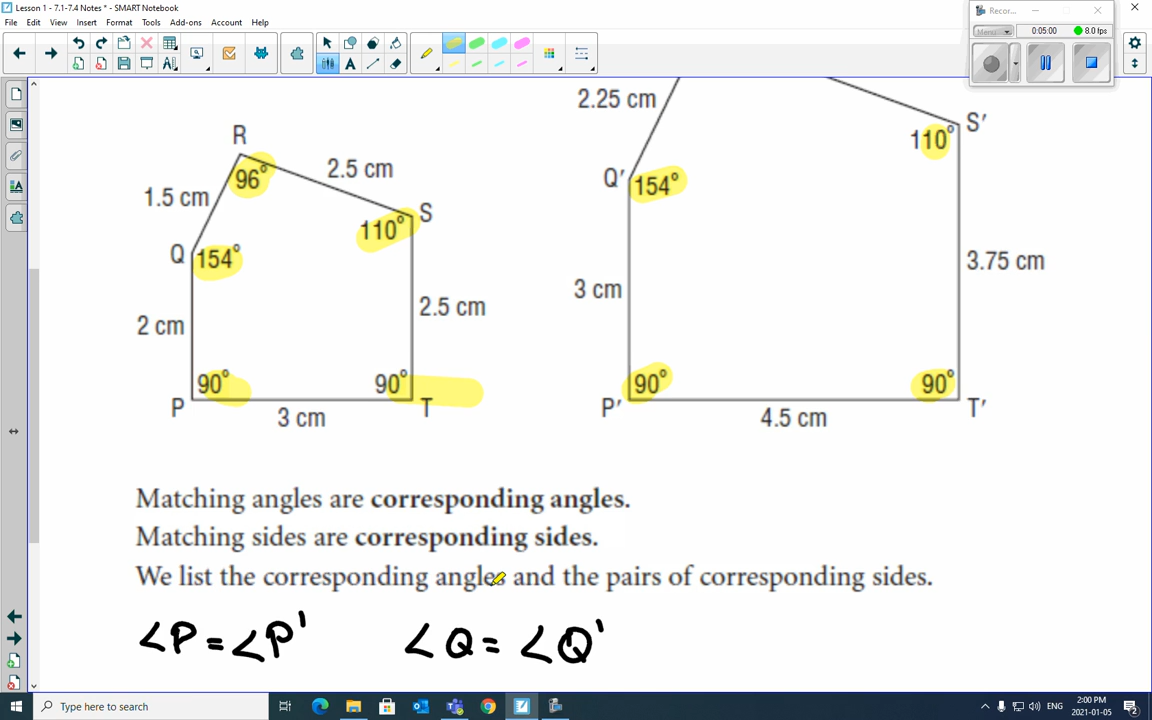 Lesson 1 - 7.1-7.4 Notes * - SMART Notebook
File Edit View Insert Format Tools Add-ons Account Help
Recor...
Menu
0:05:00 8.0 fps
R
96°
2.5 cm
1.5 cm
S
110°
Q
154°
2 cm
2.5 cm
90°
90°
P
T
3 cm
2.25 cm
S′
110°
Q′
154°
3 cm
3.75 cm
90°
90°
P′
T′
4.5 cm
Matching angles are corresponding angles.
Matching sides are corresponding sides.
We list the corresponding angles and the pairs of corresponding sides.
∠P = ∠P' ∠Q = ∠Q'
Type here to search
2:00 PM
2021-01-05
2